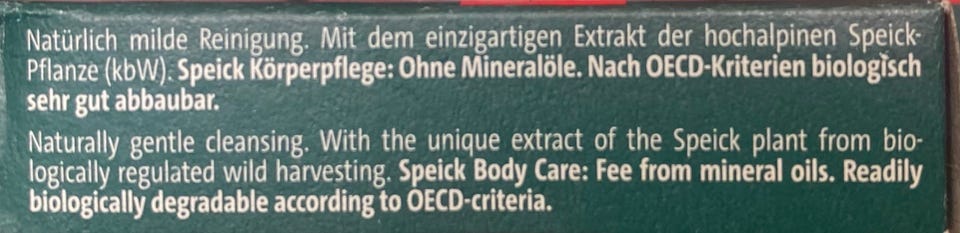 Natürlich milde Reinigung. Mit dem einzigartigen Extrakt der hochalpinen Speick-
Pflanze (kbW). Speick Körperpflege: Ohne Mineralöle. Nach OECD-Kriterien biologisch
sehr gut abbaubar.
Naturally gentle cleansing. With the unique extract of the Speick plant from bio-
logically regulated wild harvesting. Speick Body Care: Fee from mineral oils. Readily
biologically degradable according to OECD-criteria.